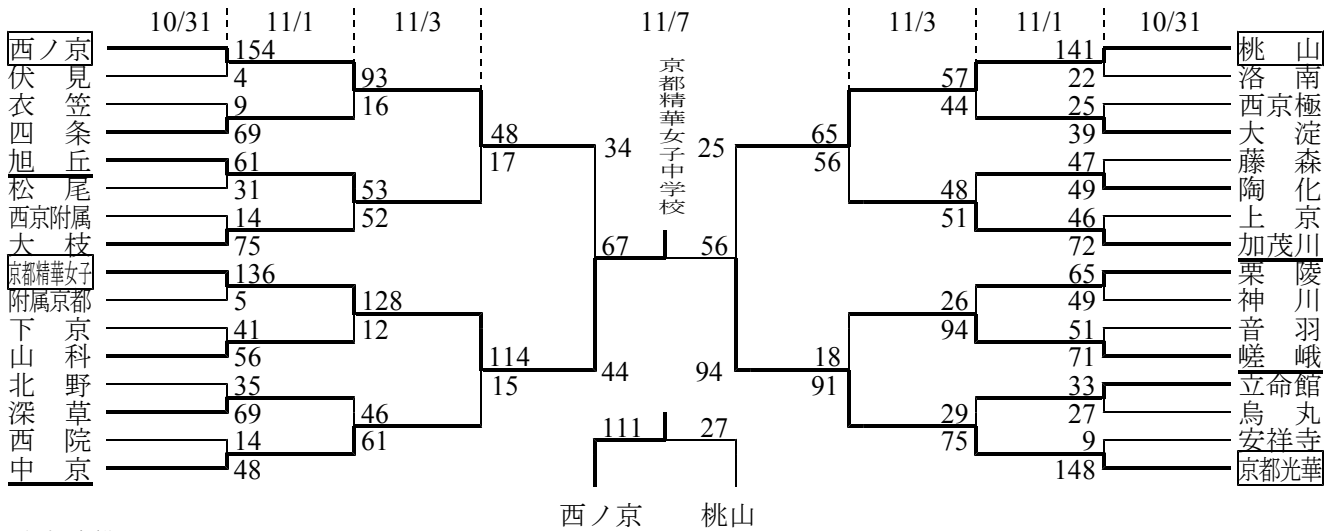 10/31 11/1 11/3 11/7 11/3 11/1 10/31
西ノ京 154 141 桃 山
伏 見 4 93 57 22 洛 南
衣 笠 9 16 44 25 西京極
四 条 69 48 34 25 65 39 大 淀
旭 丘 61 17 56 47 藤 森
松 尾 31 53 48 49 陶 化
西京附属 14 52 51 46 上 京
大 枝 75 67 56 72 加茂川
京都精華女子中学校
京都精華女子 136 65 栗 陵
附属京都 5 128 26 49 神 川
下 京 41 12 94 51 音 羽
山 科 56 114 44 94 18 71 嵯 峨
北 野 35 15 91 33 立命館
深 草 69 46 29 27 烏 丸
西 院 14 61 111 27 75 9 安祥寺
中 京 48 148 京都光華
西ノ京 桃山